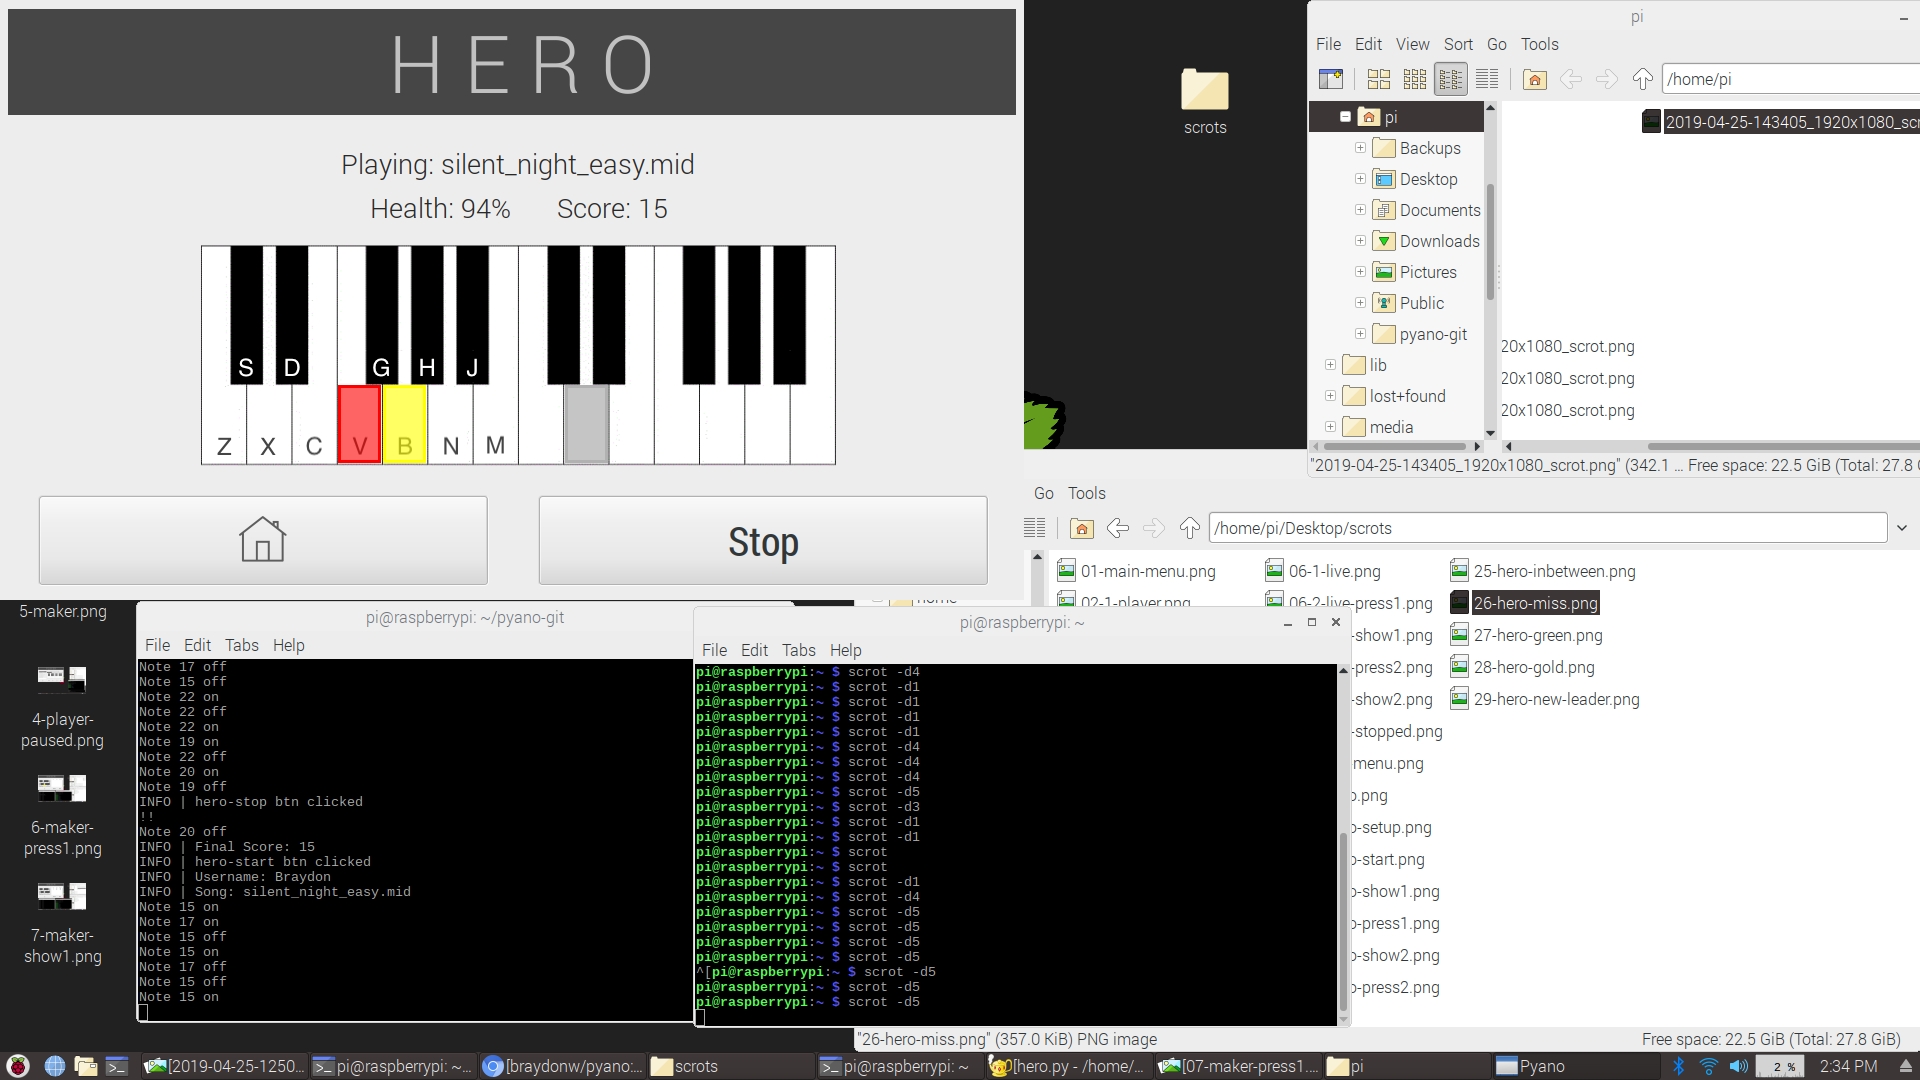 HERO
Playing: silent_night_easy.mid
Health: 94% Score: 15
S D G H J
Z X C V B N M
Stop
scrots
pi
File Edit View Sort Go Tools
/home/pi
pi
Backups
Desktop
Documents
Downloads
Pictures
Public
pyano-git
lib
lost+found
media
2019-04-25-143405_1920x1080_scr
20x1080_scrot.png
20x1080_scrot.png
20x1080_scrot.png
"2019-04-25-143405_1920x1080_scrot.png" (342.1 ... Free space: 22.5 GiB (Total: 27.8 G
Go Tools
/home/pi/Desktop/scrots
01-main-menu.png 06-1-live.png 25-hero-inbetween.png
02-1-player.png 06-2-live-press1.png 26-hero-miss.png
-show1.png 27-hero-green.png
-press2.png 28-hero-gold.png
-show2.png 29-hero-new-leader.png
-stopped.png
-menu.png
o.png
o-setup.png
o-start.png
o-show1.png
o-press1.png
o-show2.png
o-press2.png
home
"26-hero-miss.png" (357.0 KiB) PNG image Free space: 22.5 GiB (Total: 27.8 GiB)
5-maker.png
4-player-
paused.png
6-maker-
press1.png
7-maker-
show1.png
pi@raspberrypi: ~/pyano-git
File Edit Tabs Help
Note 17 off
Note 15 off
Note 22 on
Note 22 off
Note 22 on
Note 19 on
Note 22 off
Note 20 on
Note 19 off
INFO | hero-stop btn clicked
!!
Note 20 off
INFO | Final Score: 15
INFO | hero-start btn clicked
INFO | Username: Braydon
INFO | Song: silent_night_easy.mid
Note 15 on
Note 17 on
Note 15 off
Note 15 on
Note 17 off
Note 15 off
Note 15 on
pi@raspberrypi: ~
File Edit Tabs Help
pi@raspberrypi:~ $ scrot -d4
pi@raspberrypi:~ $ scrot -d1
pi@raspberrypi:~ $ scrot -d1
pi@raspberrypi:~ $ scrot -d1
pi@raspberrypi:~ $ scrot -d1
pi@raspberrypi:~ $ scrot -d4
pi@raspberrypi:~ $ scrot -d4
pi@raspberrypi:~ $ scrot -d4
pi@raspberrypi:~ $ scrot -d5
pi@raspberrypi:~ $ scrot -d3
pi@raspberrypi:~ $ scrot -d1
pi@raspberrypi:~ $ scrot -d1
pi@raspberrypi:~ $ scrot
pi@raspberrypi:~ $ scrot
pi@raspberrypi:~ $ scrot -d1
pi@raspberrypi:~ $ scrot -d4
pi@raspberrypi:~ $ scrot -d5
pi@raspberrypi:~ $ scrot -d5
pi@raspberrypi:~ $ scrot -d5
pi@raspberrypi:~ $ scrot -d5
^[pi@raspberrypi:~ $ scrot -d5
pi@raspberrypi:~ $ scrot -d5
pi@raspberrypi:~ $ scrot -d5
[2019-04-25-1250... pi@raspberrypi: ~... [braydonw/pyano:... scrots pi@raspberrypi: ~ [hero.py - /home/... [07-maker-press1.... pi Pyano 2 % 2:34 PM